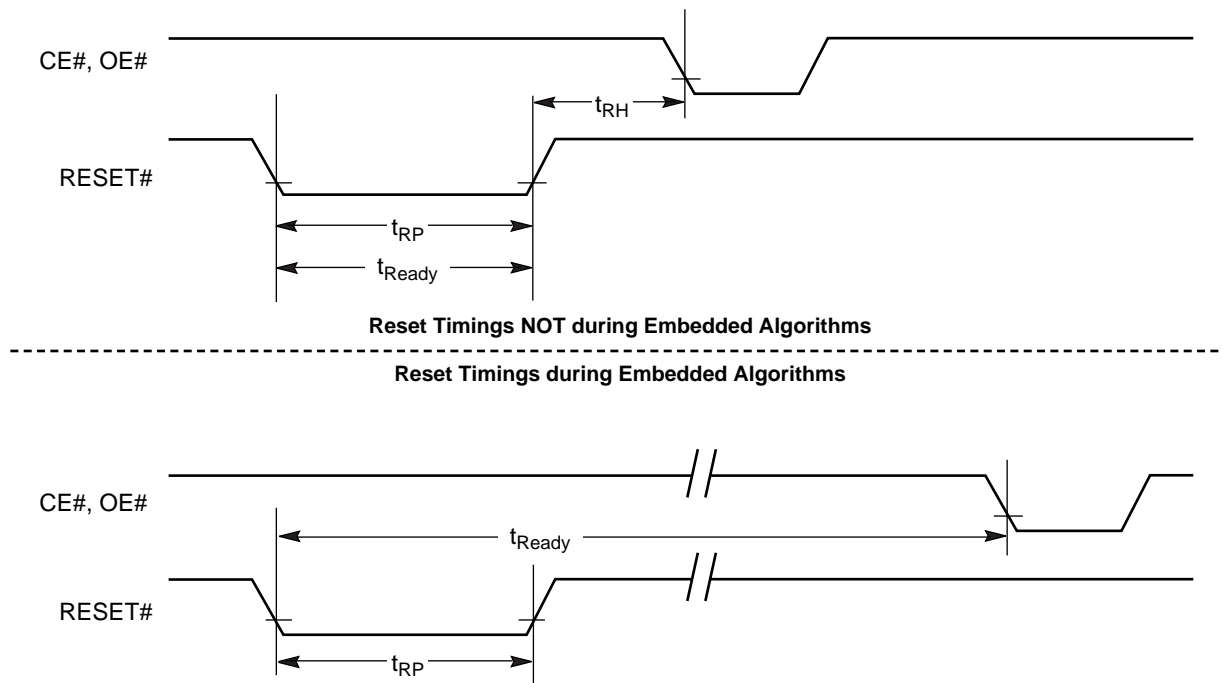 CE#, OE#
tRH
RESET#
tRP
tReady
Reset Timings NOT during Embedded Algorithms
Reset Timings during Embedded Algorithms
CE#, OE#
tReady
RESET#
tRP